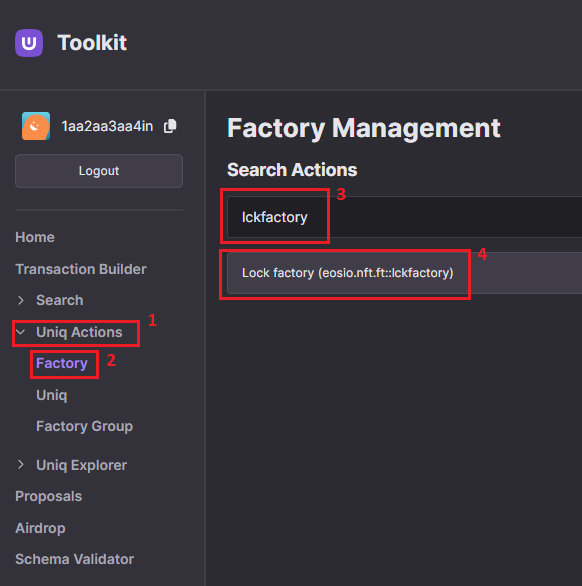 Toolkit
1aa2aa3aa4in
Logout
Home
Transaction Builder
Search
Uniq Actions
1
Factory
2
Uniq
Factory Group
Uniq Explorer
Proposals
Airdrop
Schema Validator
Factory Management
Search Actions
lckfactory
3
Lock factory (eosio.nft.ft::lckfactory)
4